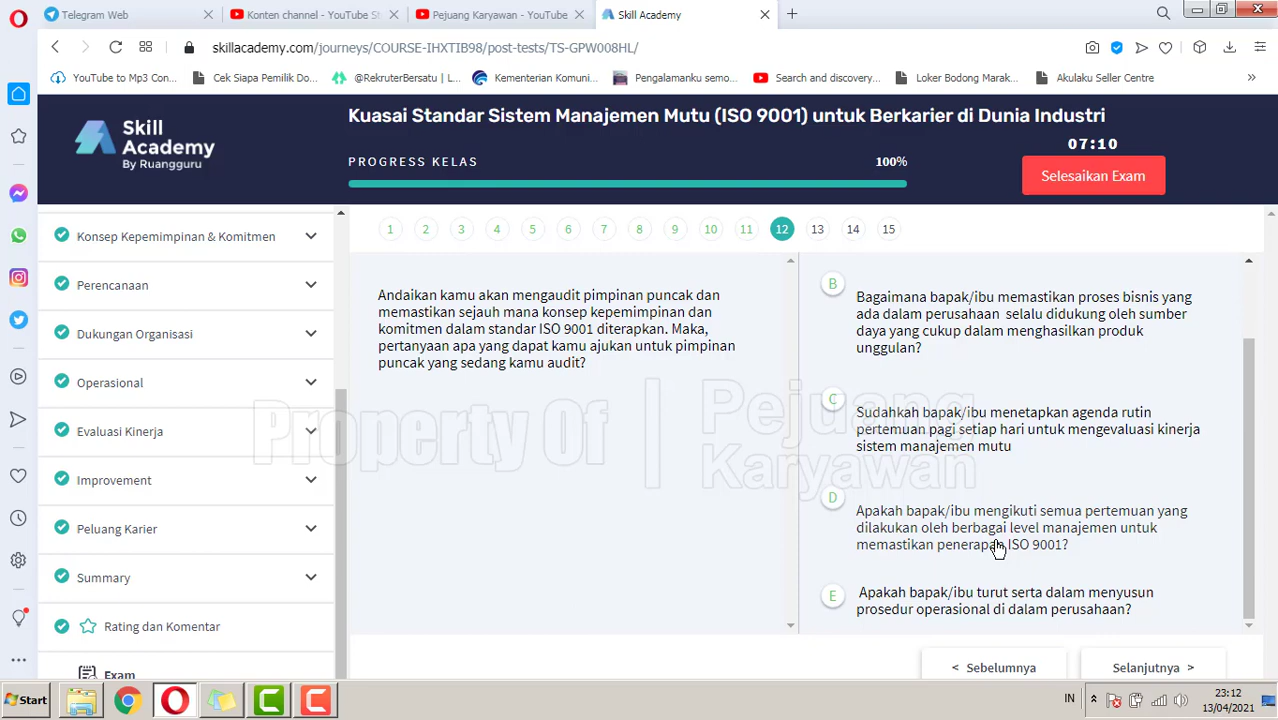 Telegram Web
Konten channel - YouTube S
Pejuang Karyawan - YouTube
Skill Academy
skillacademy.com/journeys/COURSE-IHXTIB98/post-tests/TS-GPW008HL/
YouTube to Mp3 Con...
Cek Siapa Pemilik Do...
@RekruterBersatu | L...
Kementerian Komuni...
Pengalamanku semo...
Search and discovery...
Loker Bodong Marak...
Akulaku Seller Centre
Skill
Academy
By Ruangguru
Kuasai Standar Sistem Manajemen Mutu (ISO 9001) untuk Berkarier di Dunia Industri
PROGRESS KELAS
100%
07:10
Selesaikan Exam
Konsep Kepemimpinan & Komitmen
Perencanaan
Dukungan Organisasi
Operasional
Evaluasi Kinerja
Improvement
Peluang Karier
Summary
Rating dan Komentar
Exam
1 2 3 4 5 6 7 8 9 10 11 12 13 14 15
Andaikan kamu akan mengaudit pimpinan puncak dan
memastikan sejauh mana konsep kepemimpinan dan
komitmen dalam standar ISO 9001 diterapkan. Maka,
pertanyaan apa yang dapat kamu ajukan untuk pimpinan
puncak yang sedang kamu audit?
Property Of
Pejuang
Karyawan
B
Bagaimana bapak/ibu memastikan proses bisnis yang
ada dalam perusahaan selalu didukung oleh sumber
daya yang cukup dalam menghasilkan produk
unggulan?
C
Sudahkah bapak/ibu menetapkan agenda rutin
pertemuan pagi setiap hari untuk mengevaluasi kinerja
sistem manajemen mutu
D
Apakah bapak/ibu mengikuti semua pertemuan yang
dilakukan oleh berbagai level manajemen untuk
memastikan penerapan ISO 9001?
E
Apakah bapak/ibu turut serta dalam menyusun
prosedur operasional di dalam perusahaan?
< Sebelumnya
Selanjutnya >
Start
IN
23:12
13/04/2021